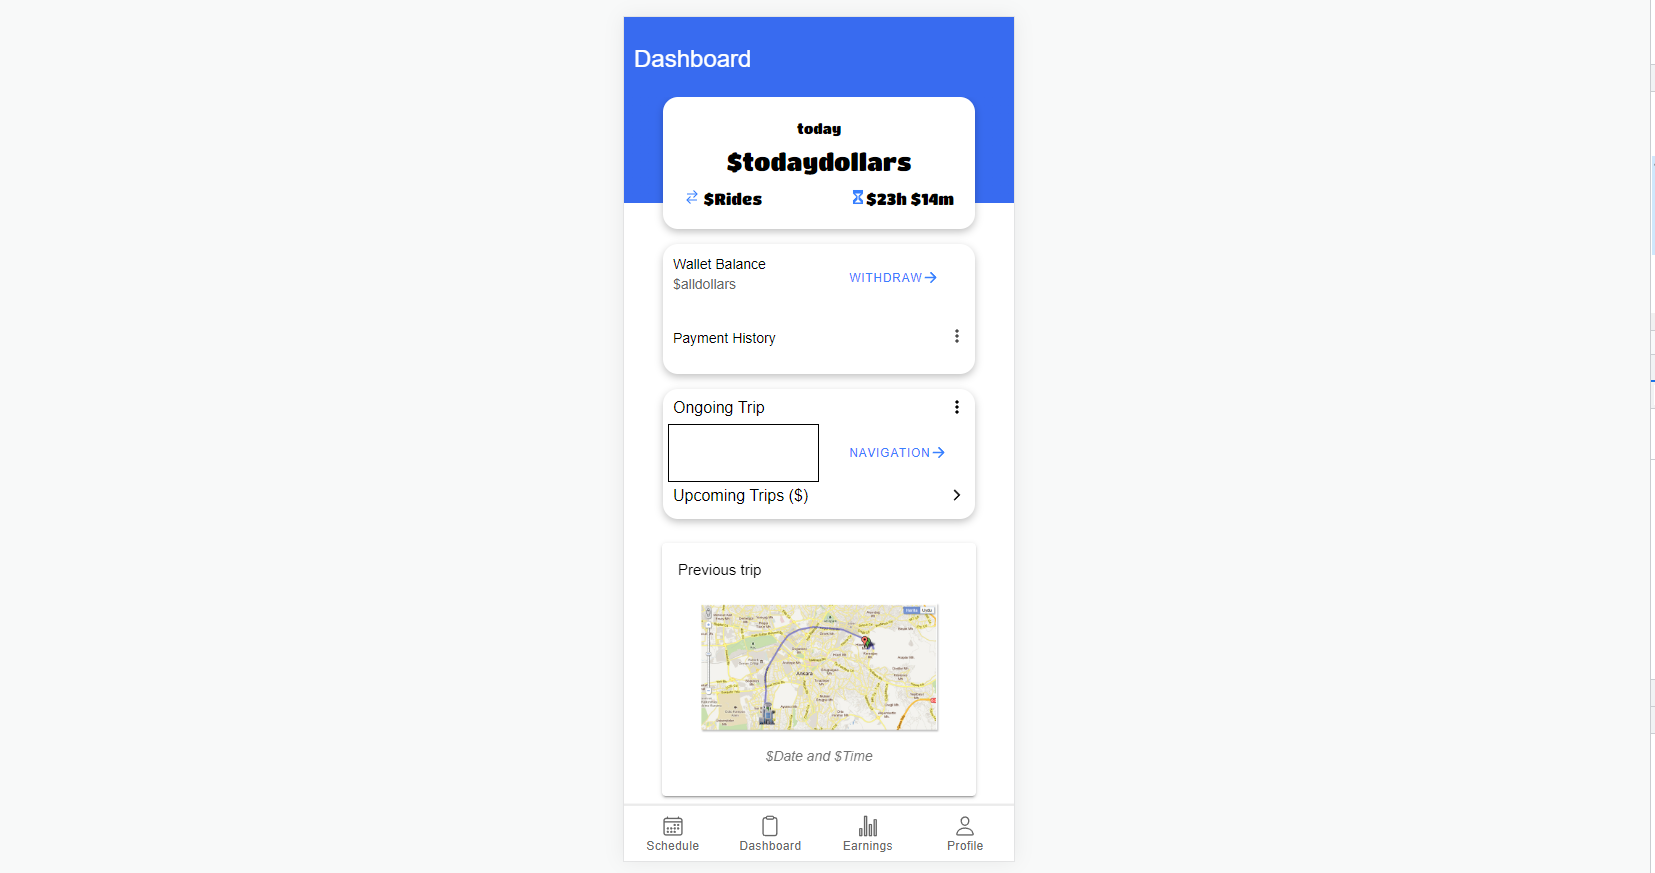 Dashboard
today
$todaydollars
$Rides
$23h $14m
Wallet Balance
$alldollars
WITHDRAW
Payment History
Ongoing Trip
NAVIGATION
Upcoming Trips ($)
Previous trip
Ankara
$Date and $Time
Schedule
Dashboard
Earnings
Profile